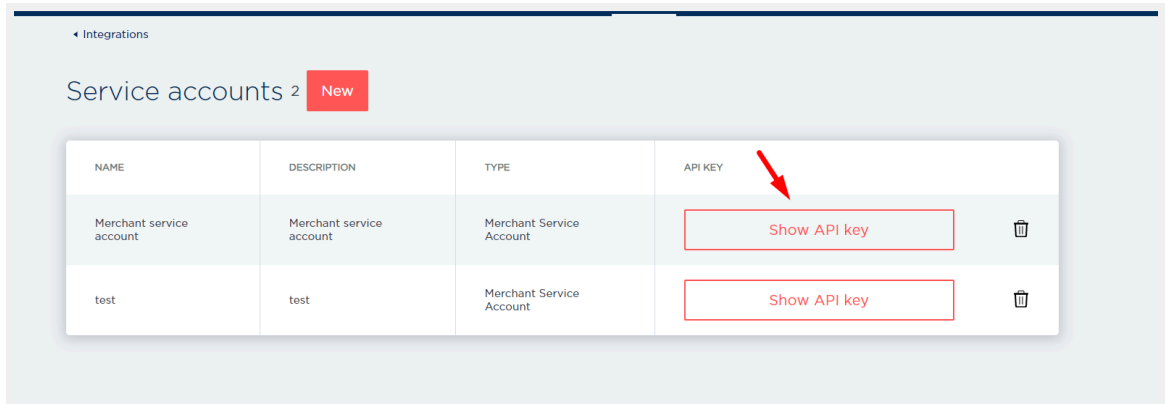 Integrations
Service accounts 2 New
NAME DESCRIPTION TYPE API KEY
Merchant service Merchant service Merchant Service
account account Account
Show API key
test test Merchant Service
Account
Show API key